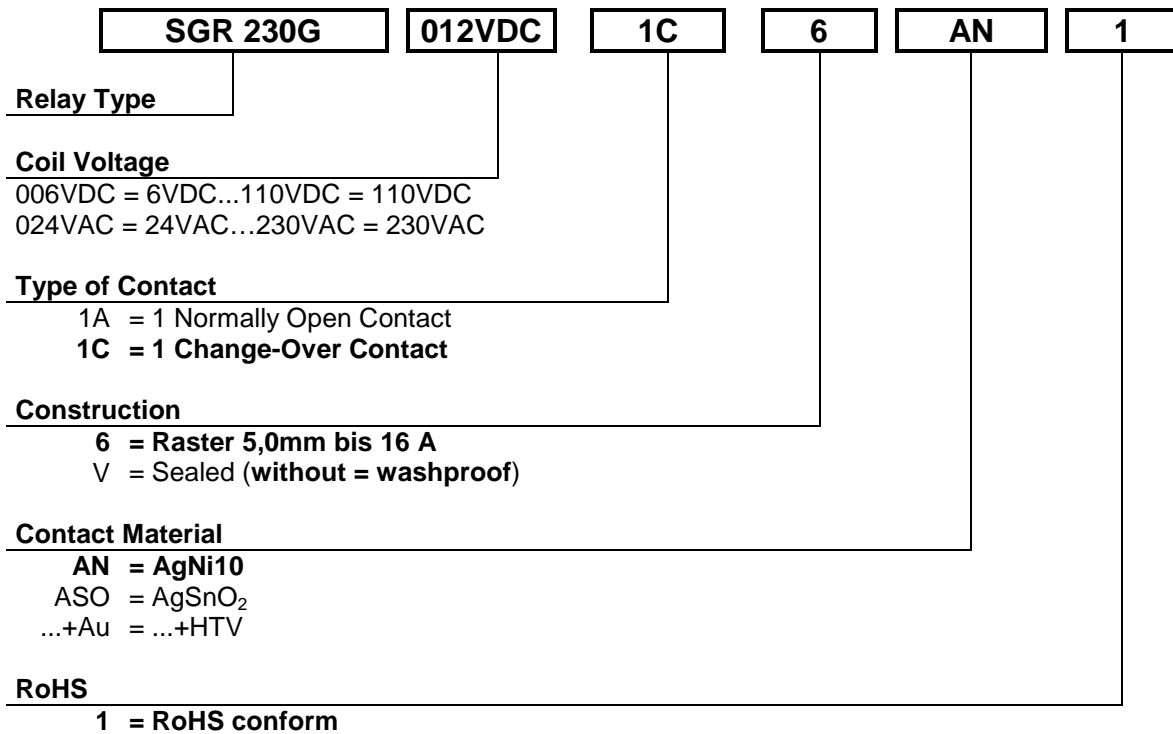 SGR 230G 012VDC 1C 6 AN 1
Relay Type
Coil Voltage
006VDC = 6VDC...110VDC = 110VDC
024VAC = 24VAC…230VAC = 230VAC
Type of Contact
1A = 1 Normally Open Contact
1C = 1 Change-Over Contact
Construction
6 = Raster 5,0mm bis 16 A
V = Sealed (without = washproof)
Contact Material
AN = AgNi10
ASO = AgSnO₂
...+Au = ...+HTV
RoHS
1 = RoHS conform